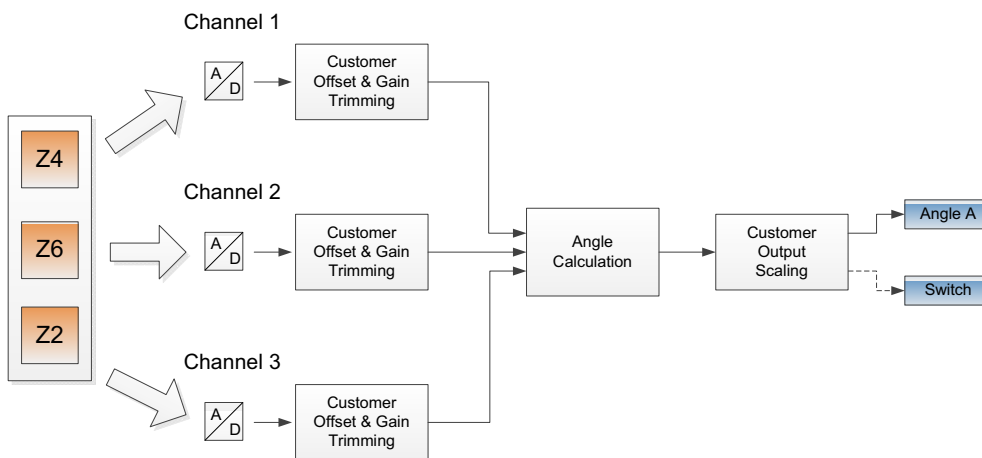 Channel 1
A
D
Customer
Offset & Gain
Trimming
Z4
Z6
Z2
Channel 2
A
D
Customer
Offset & Gain
Trimming
Channel 3
A
D
Customer
Offset & Gain
Trimming
Angle
Calculation
Customer
Output
Scaling
Angle A
Switch